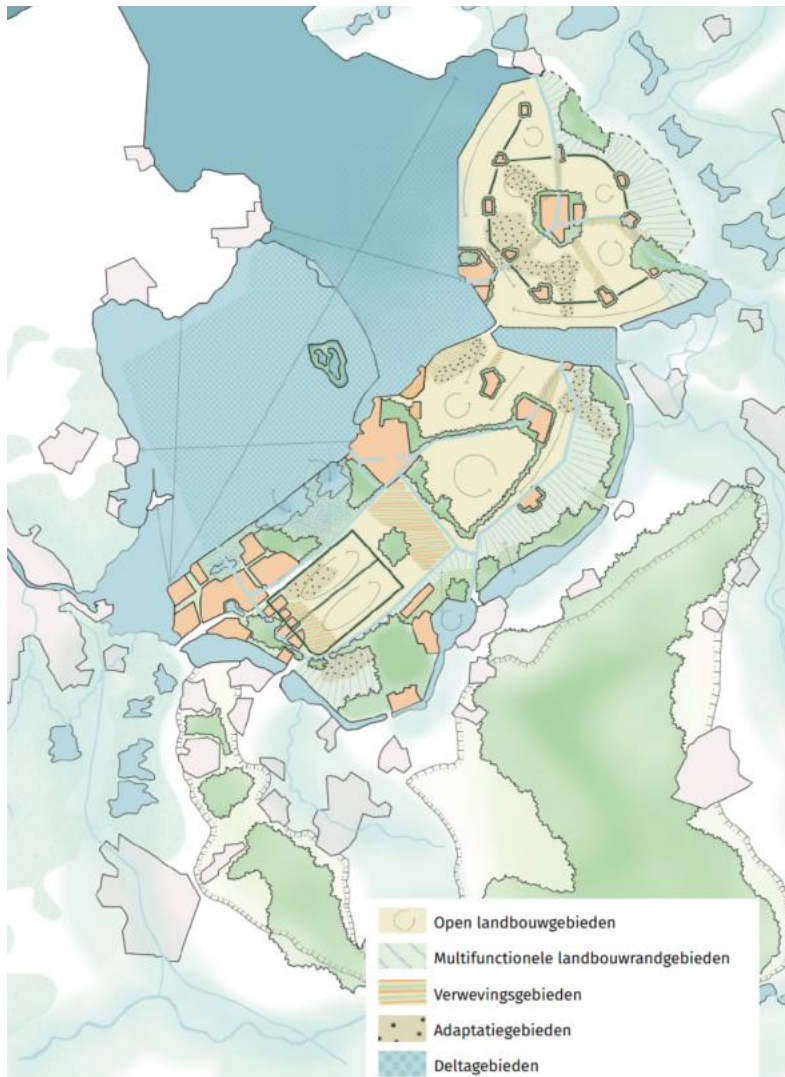 Open landbouwgebieden
Multifunctionele landbouwrandgebieden
Verwevingsgebieden
Adaptatiegebieden
Deltagebieden